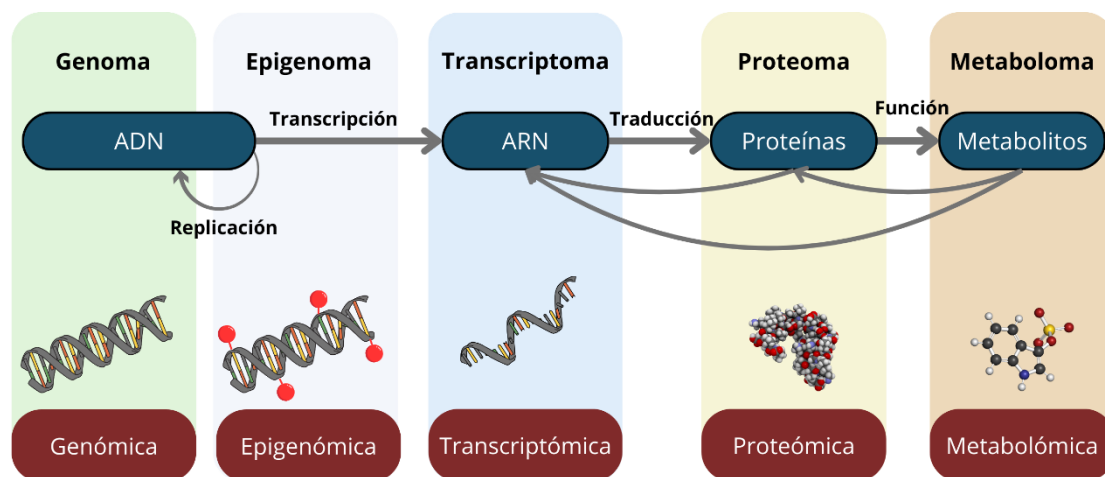 Genoma
Epigenoma
Transcriptoma
Proteoma
Metaboloma
ADN
Transcripción
ARN
Traducción
Proteínas
Función
Metabolitos
Replicación
Genómica
Epigenómica
Transcriptómica
Proteómica
Metabolómica